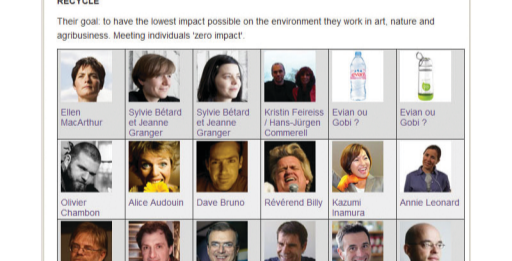 RECYCLE
Their goal: to have the lowest impact possible on the environment they work in art, nature and
agribusiness. Meeting individuals 'zero impact'.
Ellen
MacArthur
Sylvie Bétard
et Jeanne
Granger
Sylvie Bétard
et Jeanne
Granger
Kristin Feireiss
/ Hans-Jürgen
Commerell
Evian ou
Gobi ?
Evian ou
Gobi ?
Olivier
Chambon
Alice Audouin
Dave Bruno
Révérend Billy
Kazumi
Inamura
Annie Leonard